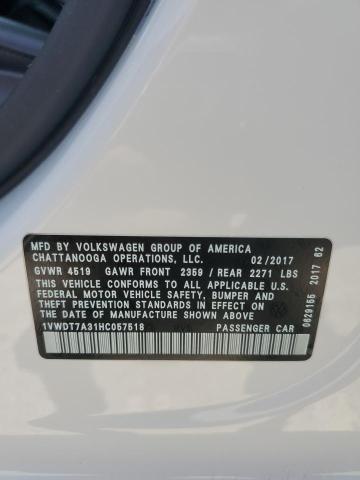 MFD BY VOLKSWAGEN GROUP OF AMERICA
CHATTANOOGA OPERATIONS, LLC. 02/2017
GVWR 4519 GAWR FRONT 2359 / REAR 2271 LBS
THIS VEHICLE CONFORMS TO ALL APPLICABLE U.S.
FEDERAL MOTOR VEHICLE SAFETY, BUMPER AND
THEFT PREVENTION STANDARDS IN EFFECT ON THE
DATE OF MANUFACTURE SHOWN ABOVE
1VWDT7A31HC057518 PASSENGER CAR
0629155 2017 62